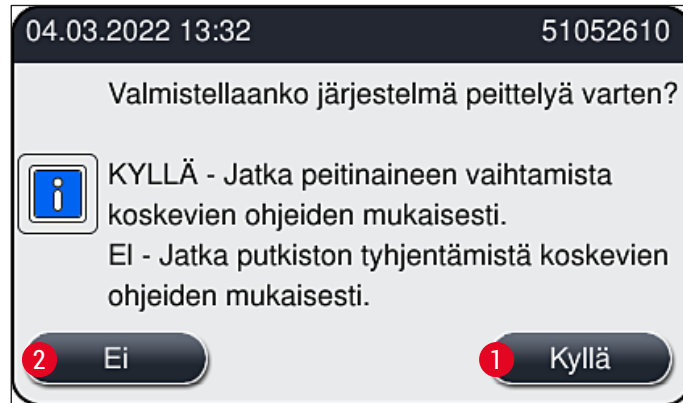 04.03.2022 13:32 51052610
Valmistellaanko järjestelmä peittelyä varten?
KYLLÄ - Jatka peitinaineen vaihtamista
koskevien ohjeiden mukaisesti.
EI - Jatka putkiston tyhjentämistä koskevien
ohjeiden mukaisesti.
2 Ei 1 Kyllä